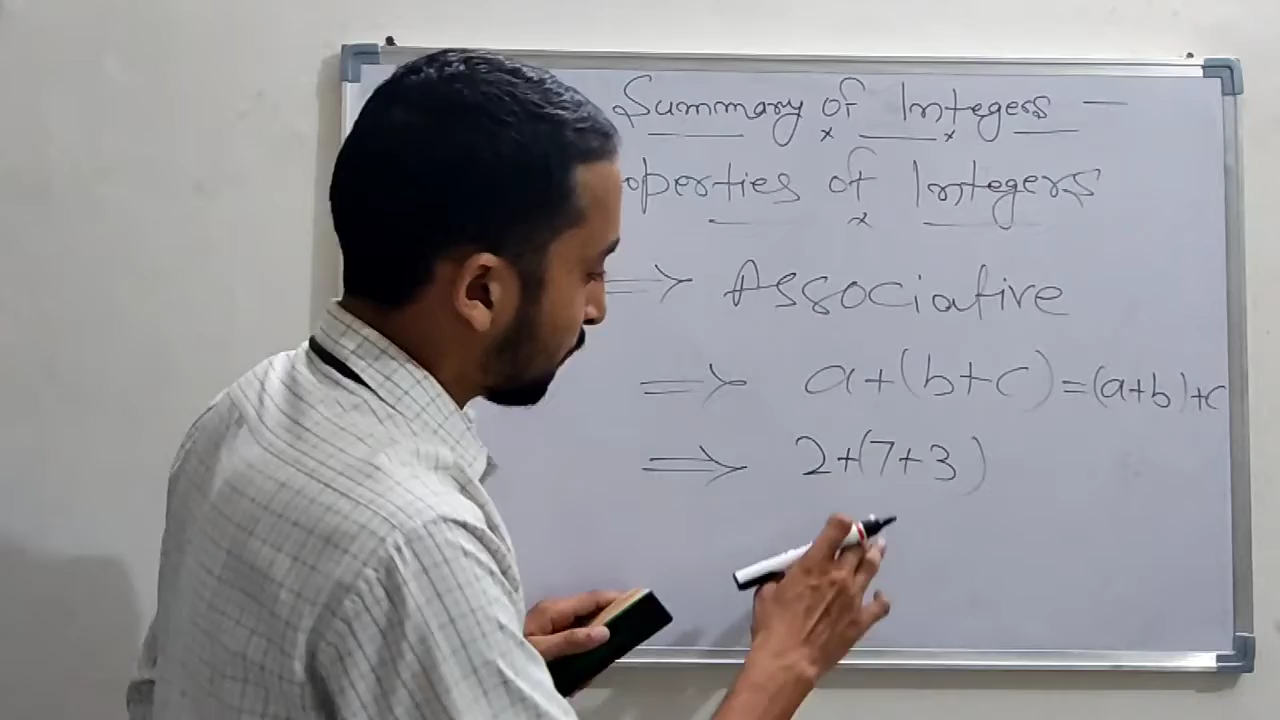 Summary of Integers —
operties of Integers
⇒ Associative
⇒ a+(b+c)=(a+b)+c
⇒ 2+(7+3)